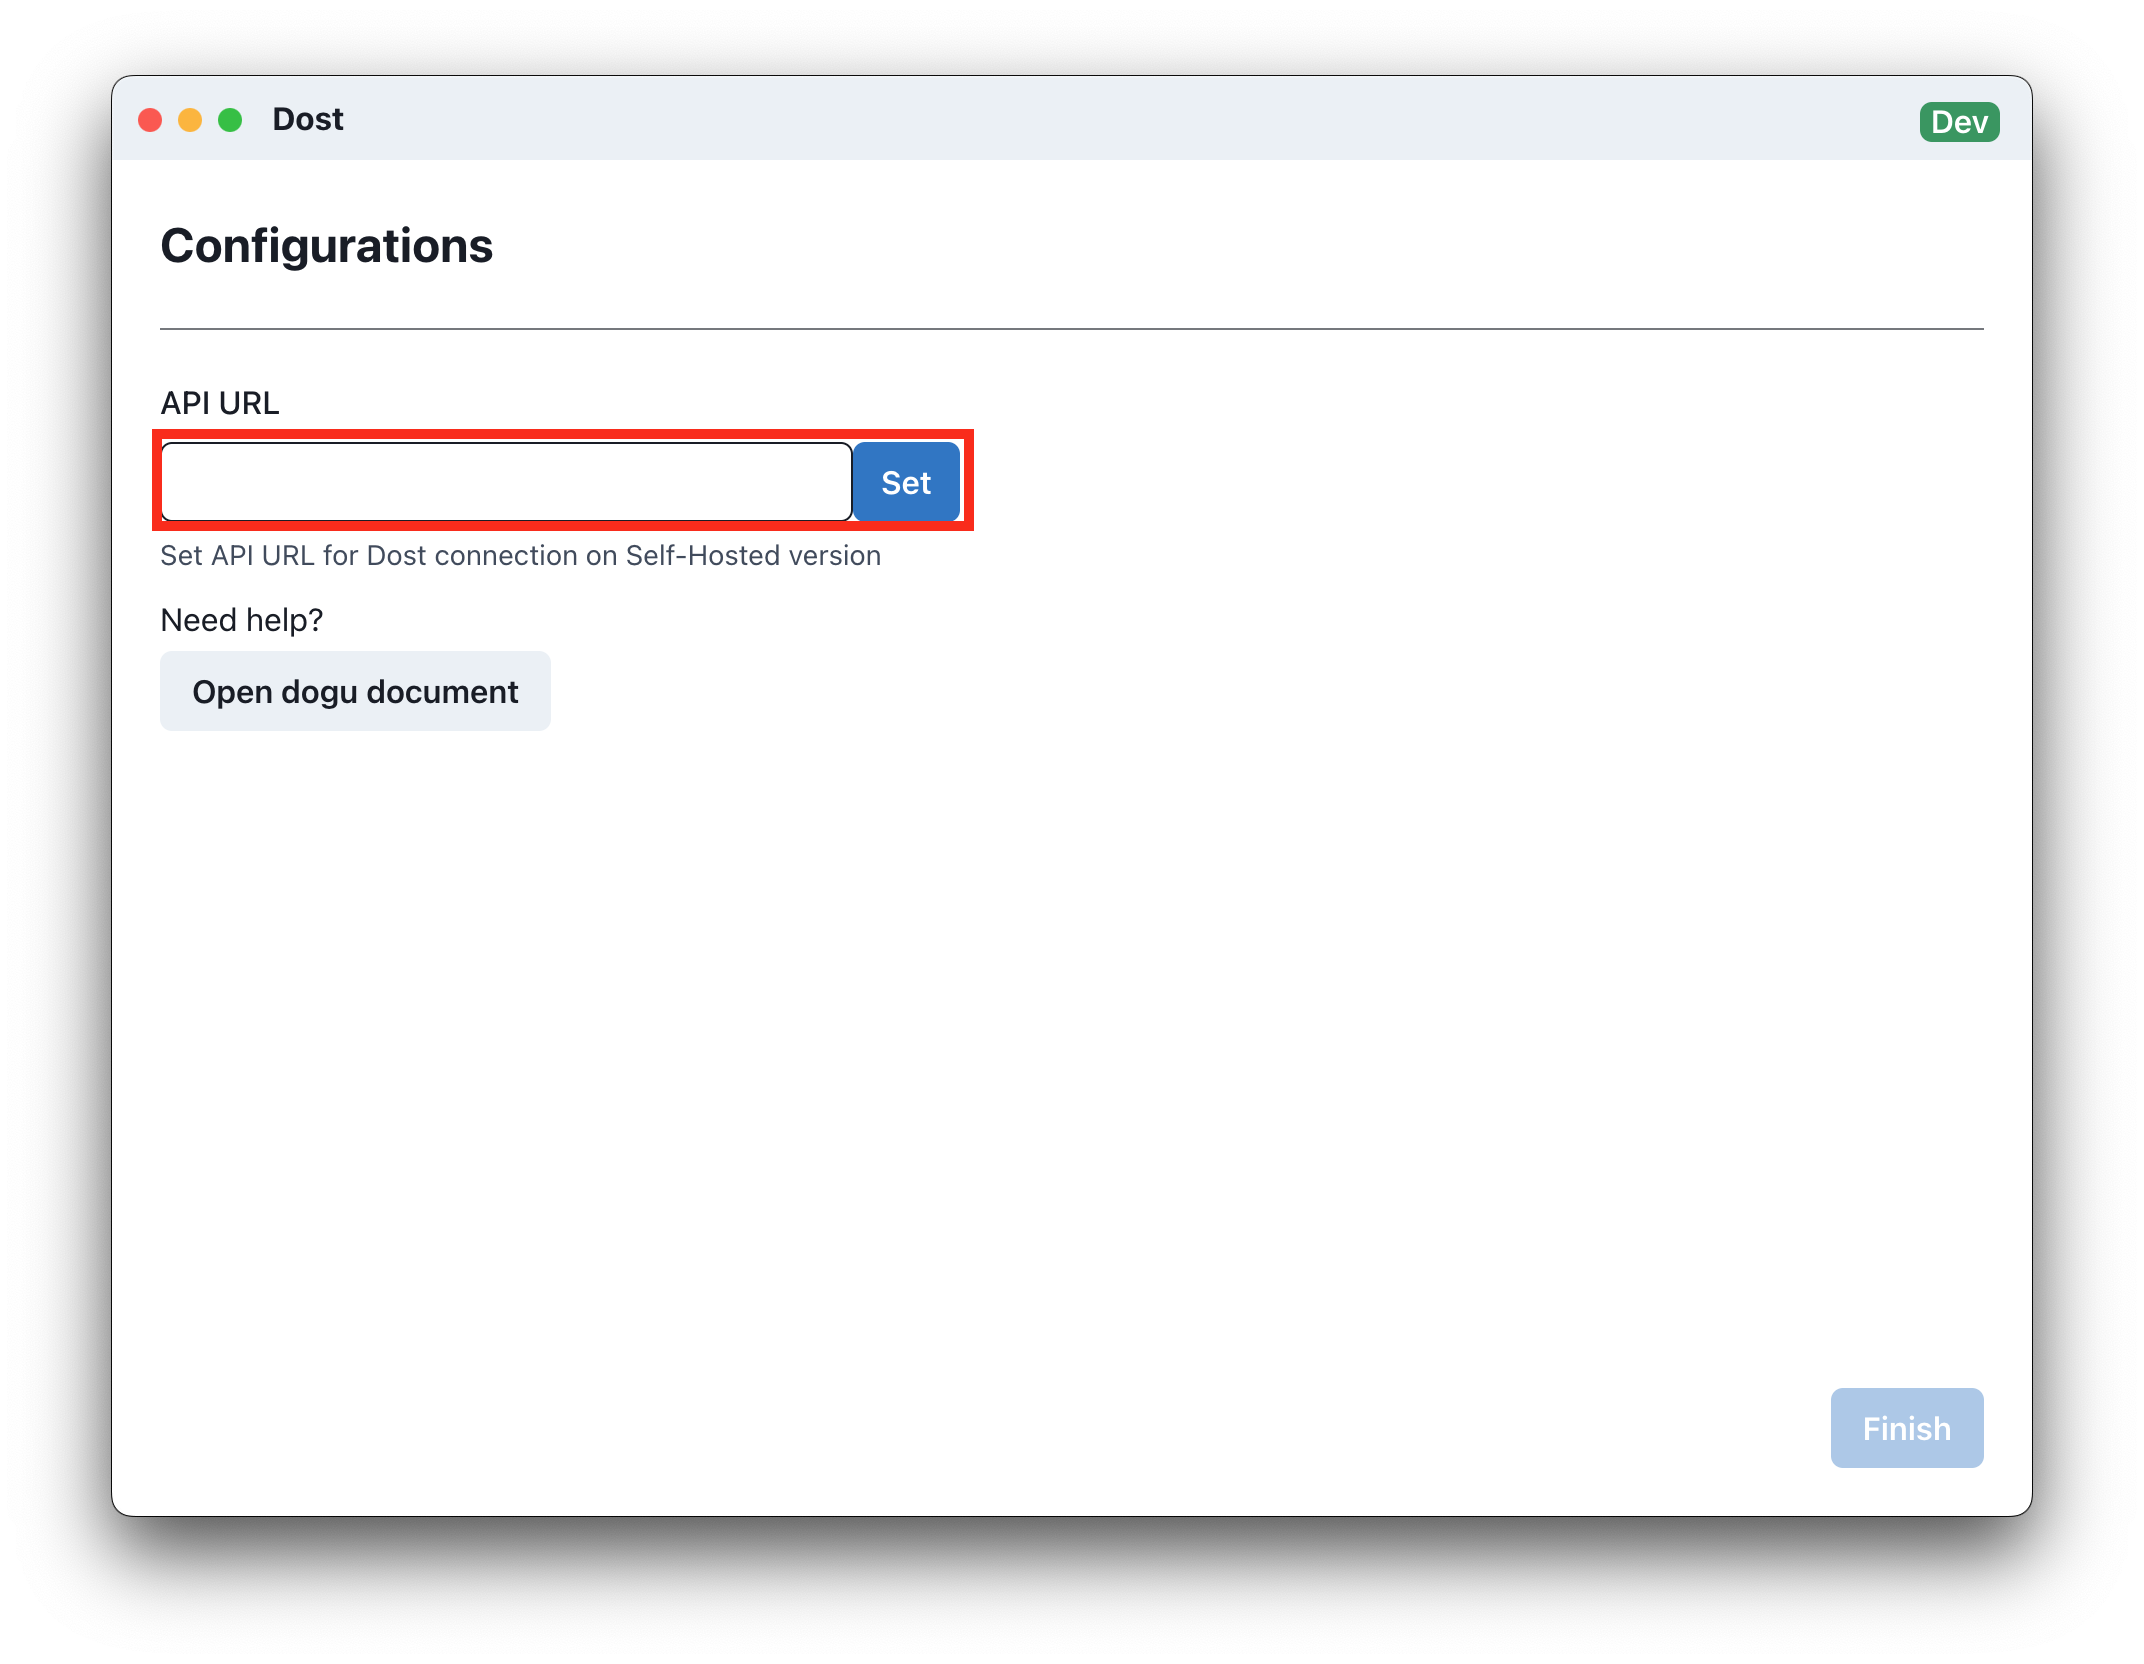 Dost
Dev
Configurations
API URL
Set
Set API URL for Dost connection on Self-Hosted version
Need help?
Open dogu document
Finish